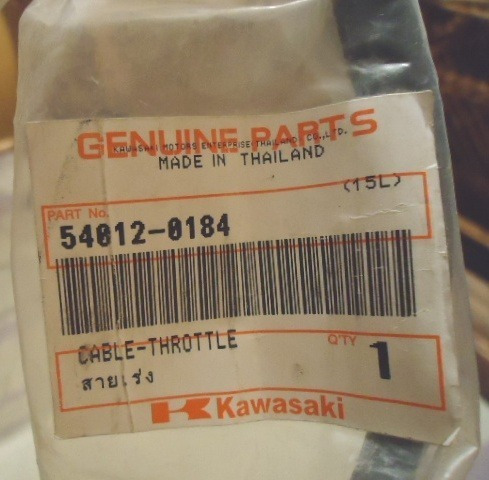 GENUINE PARTS
KAWASAKI MOTORS ENTERPRISE(THAILAND) CO.,LTD.
MADE IN THAILAND
(15L)
PART No.
54012-0184
CABLE-THROTTLE
สายเร่ง
Q'TY
1
Kawasaki